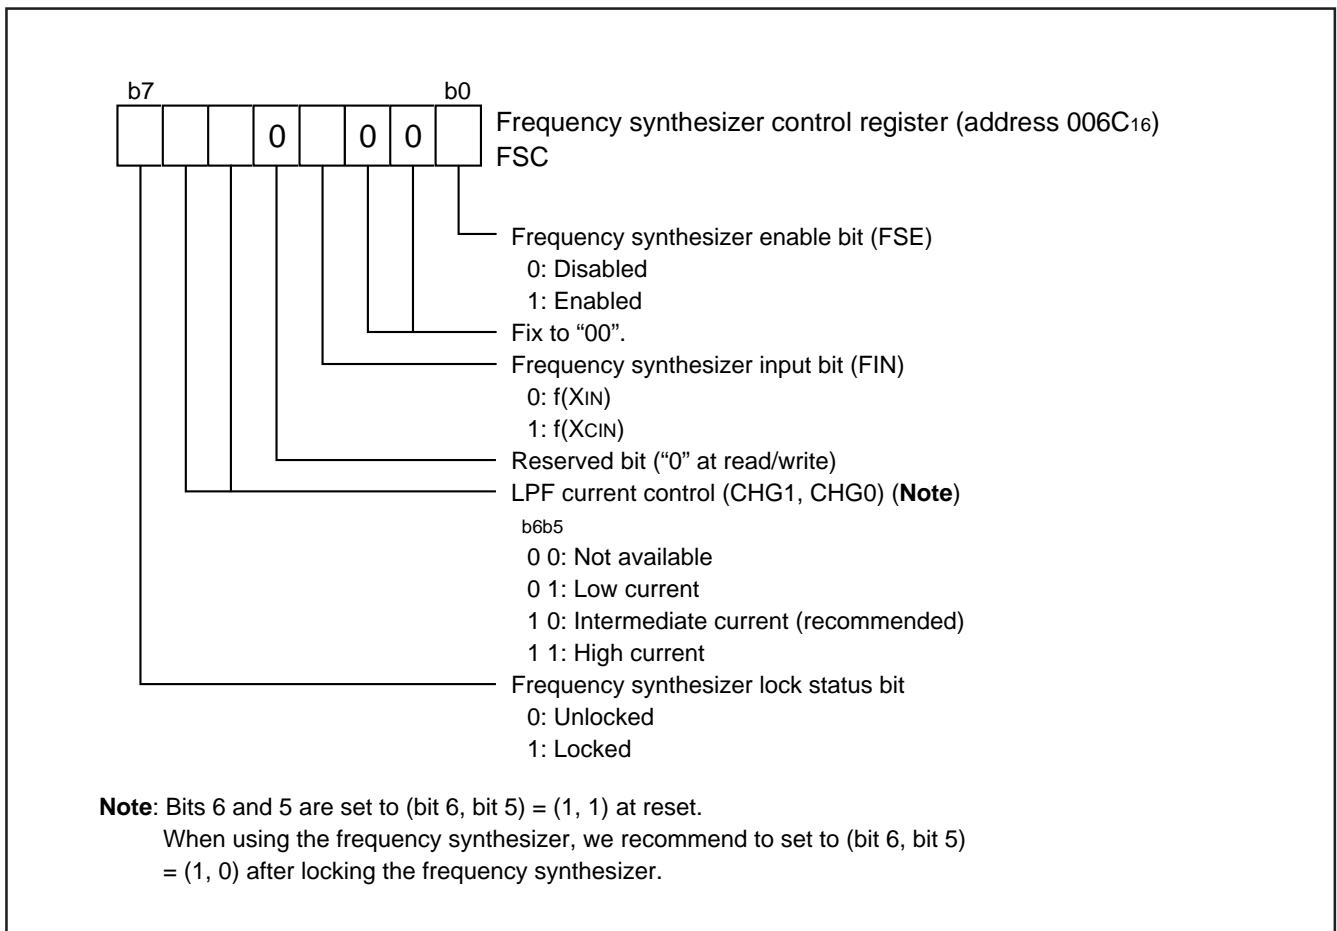 b7 b0
0 0 0
Frequency synthesizer control register (address 006C16)
FSC
Frequency synthesizer enable bit (FSE)
0: Disabled
1: Enabled
Fix to “00”.
Frequency synthesizer input bit (FIN)
0: f(XIN)
1: f(XCIN)
Reserved bit (“0” at read/write)
LPF current control (CHG1, CHG0) (Note)
b6b5
0 0: Not available
0 1: Low current
1 0: Intermediate current (recommended)
1 1: High current
Frequency synthesizer lock status bit
0: Unlocked
1: Locked
Note: Bits 6 and 5 are set to (bit 6, bit 5) = (1, 1) at reset.
When using the frequency synthesizer, we recommend to set to (bit 6, bit 5)
= (1, 0) after locking the frequency synthesizer.